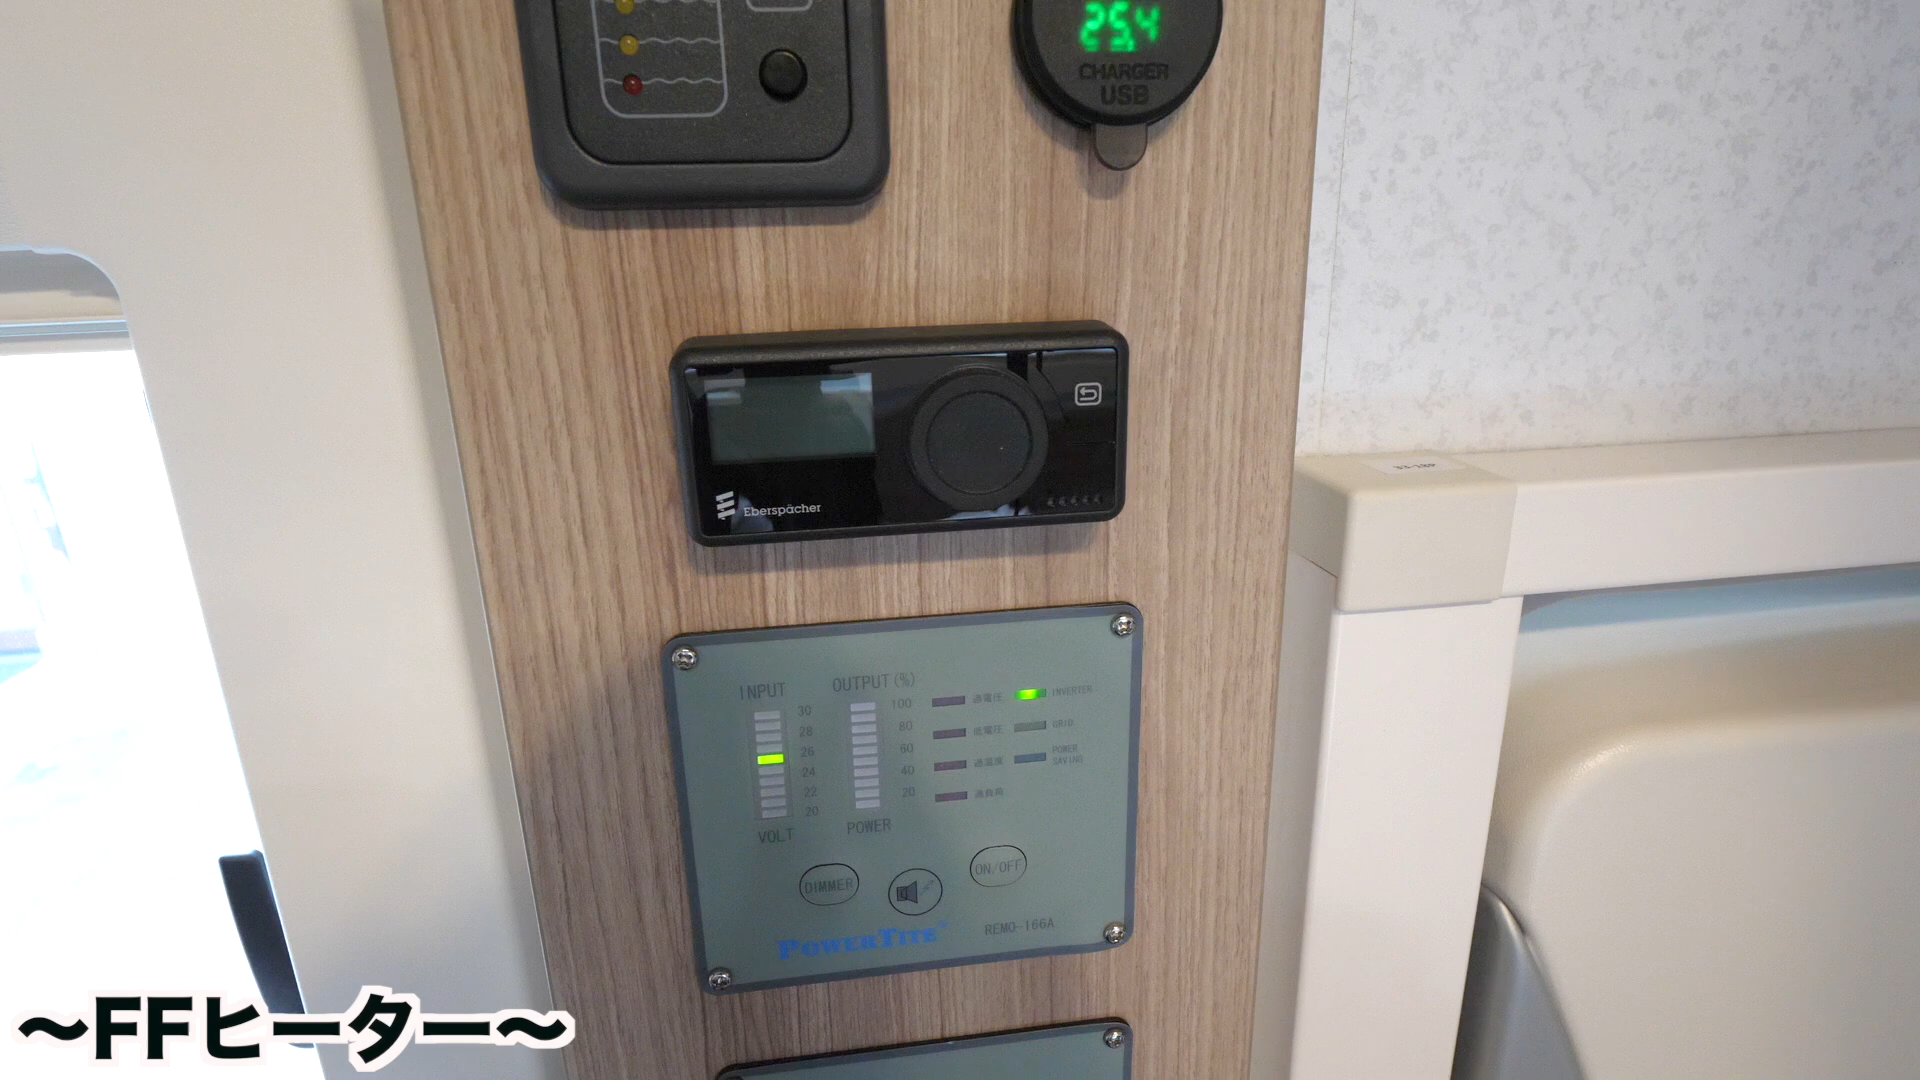 25.4
CHARGER
USB
Eberspächer
INPUT
OUTPUT(%)
30
28
26
24
22
20
VOLT
100
80
60
40
20
POWER
過電圧
低電圧
過温度
過負荷
INVERTER
GRID
POWER
SAVING
DIMMER
ON/OFF
REMO-166A
POWERTITE
～FFヒーター～